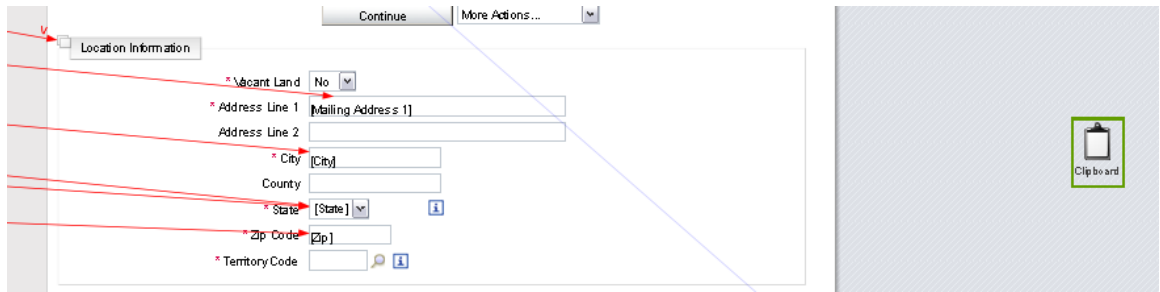 Continue More Actions...
v
Location Information
* Vacant Land No
* Address Line 1 [Mailing Address 1]
Address Line 2
* City [City]
County
* State [State]
* Zip Code [Zip]
* Territory Code
Clipboard